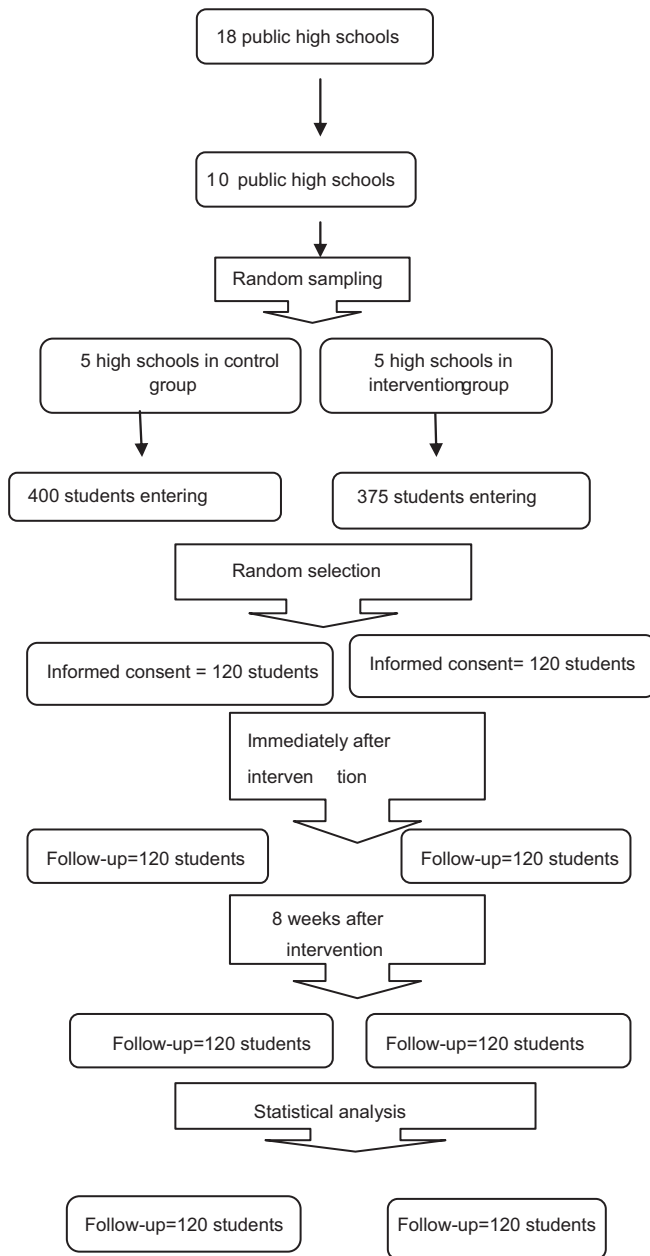 18 public high schools
10 public high schools
Random sampling
5 high schools in control
group
5 high schools in
interventiongroup
400 students entering
375 students entering
Random selection
Informed consent = 120 students
Informed consent= 120 students
Immediately after
interven tion
Follow-up=120 students
Follow-up=120 students
8 weeks after
intervention
Follow-up=120 students
Follow-up=120 students
Statistical analysis
Follow-up=120 students
Follow-up=120 students